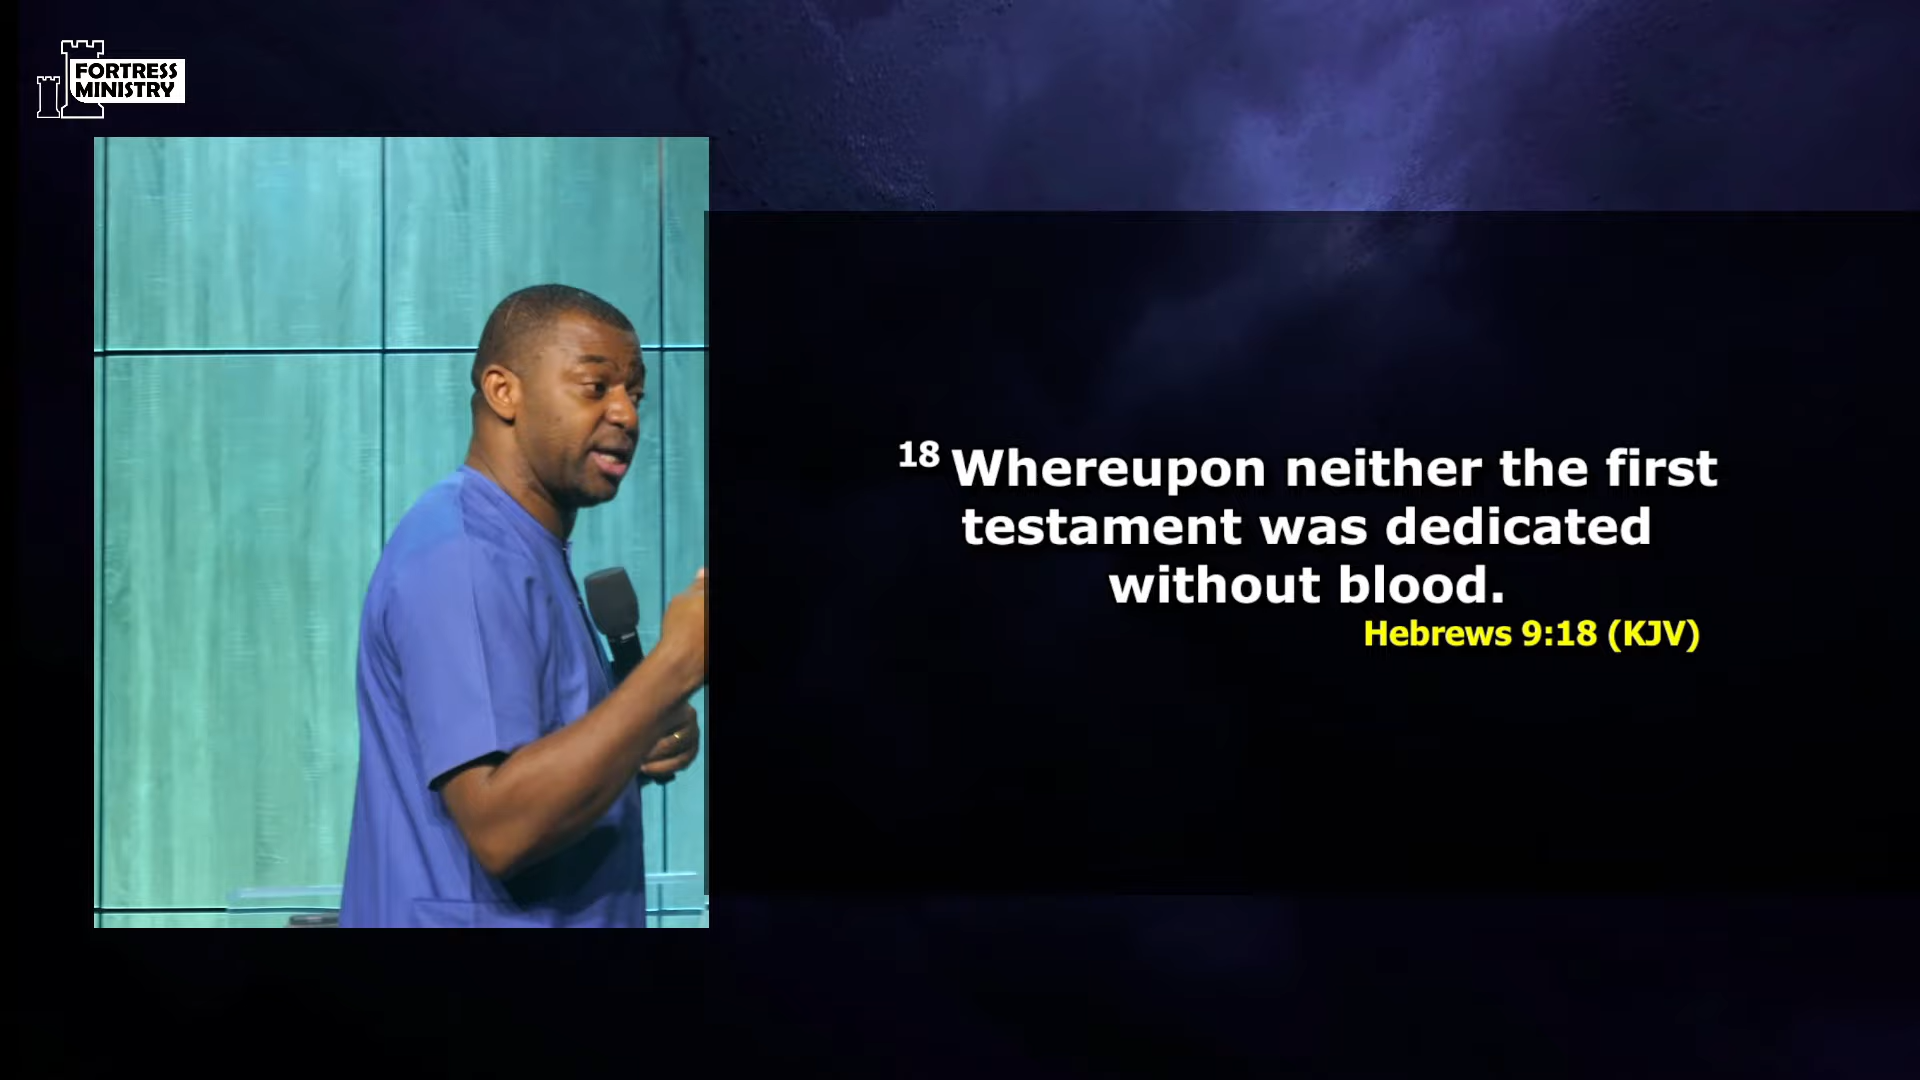 FORTRESS
MINISTRY
18 Whereupon neither the first
testament was dedicated
without blood.
Hebrews 9:18 (KJV)